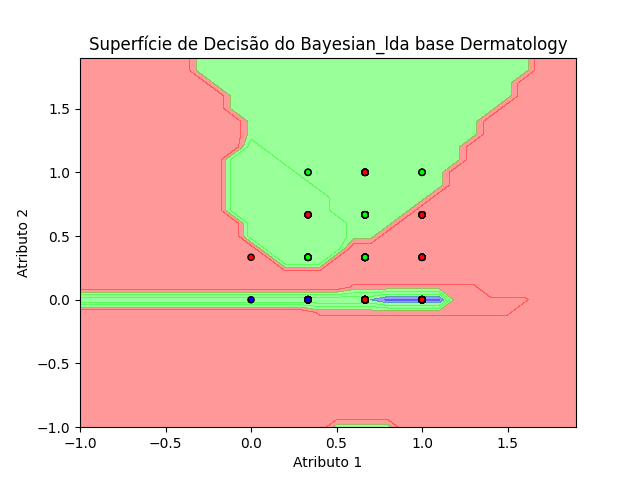 Superfície de Decisão do Bayesian_lda base Dermatology
1.5
1.0
0.5
0.0
−0.5
−1.0
Atributo 2
−1.0 −0.5 0.0 0.5 1.0 1.5
Atributo 1